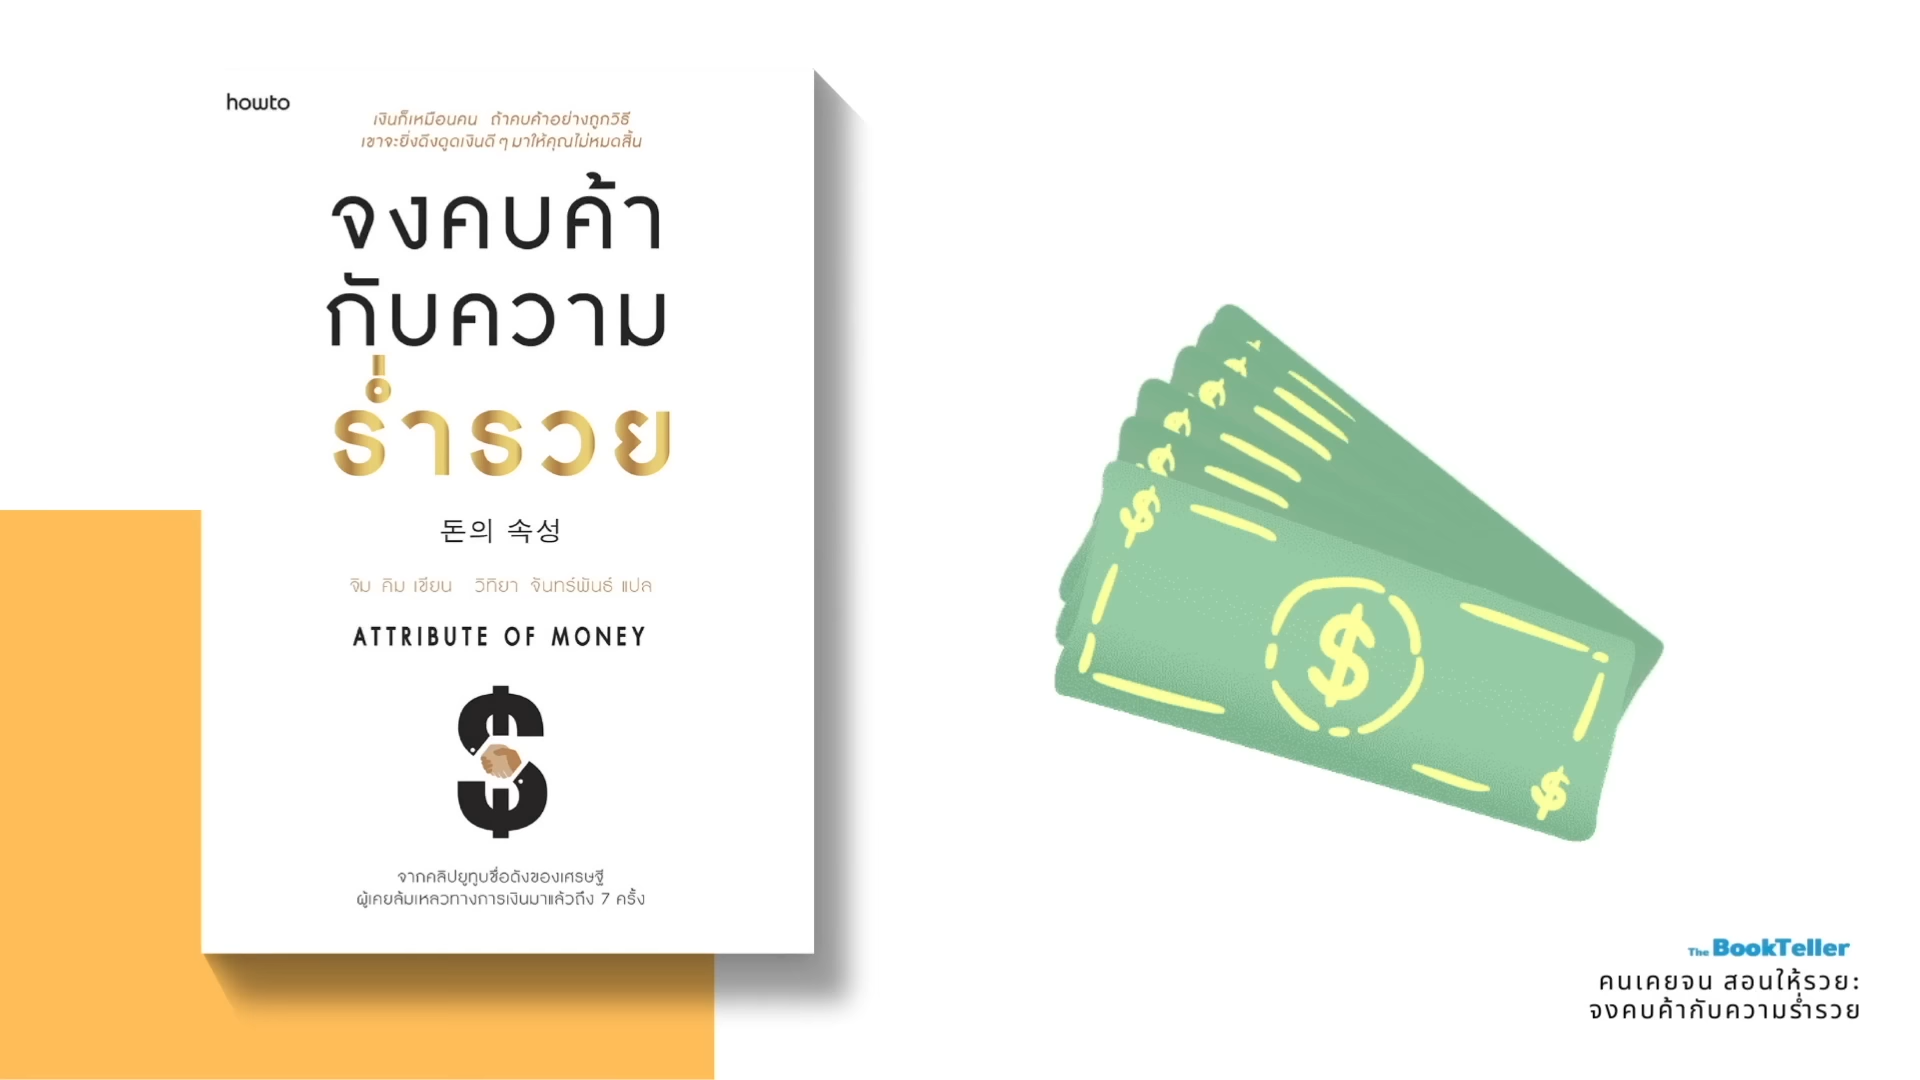 howto
เงินก็เหมือนคน ถ้าคบค้าอย่างถูกวิธี
เขาจะยิ่งดึงดูดเงินดี ๆ มาให้คุณไม่หมดสิ้น
จงคบค้า
กับความ
ร่ำรวย
돈의 속성
จิม คิม เขียน วิทิยา จันทร์พันธ์ แปล
ATTRIBUTE OF MONEY
จากคลิปยูทูบชื่อดังของเศรษฐี
ผู้เคยล้มเหลวทางการเงินมาแล้วถึง 7 ครั้ง
The BookTeller
คนเคยจน สอนให้รวย:
จงคบค้ากับความร่ำรวย